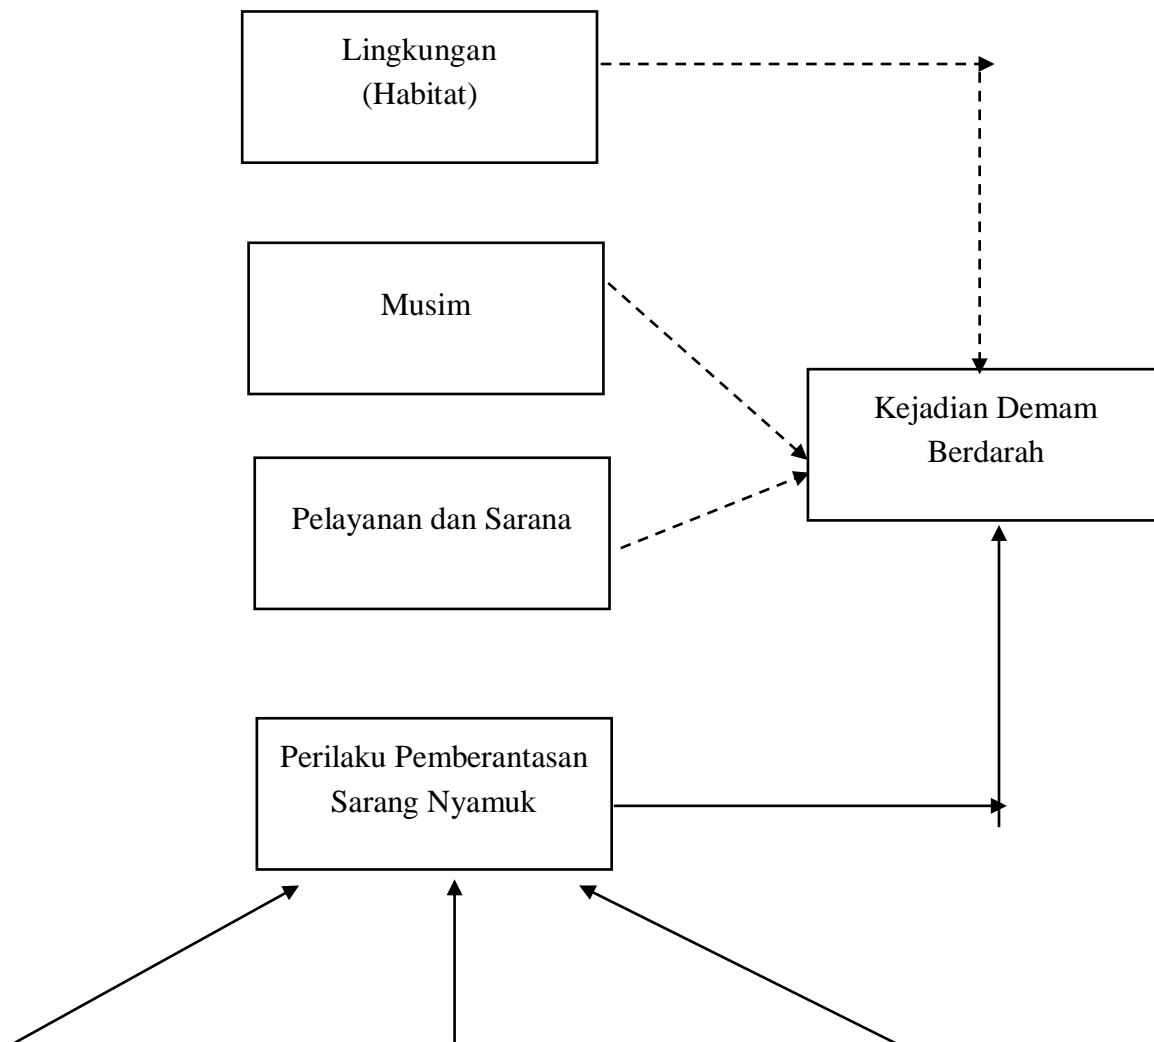 Lingkungan
(Habitat)
Musim
Kejadian Demam
Berdarah
Pelayanan dan Sarana
Perilaku Pemberantasan
Sarang Nyamuk